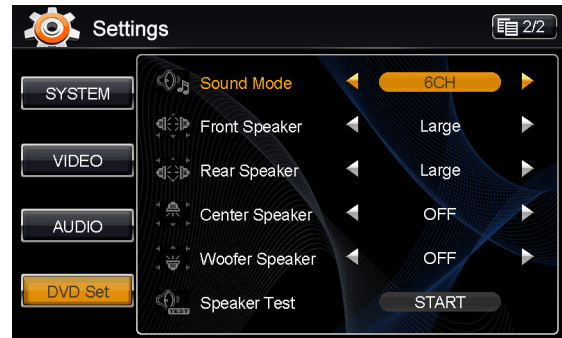 Settings
2/2
SYSTEM
VIDEO
AUDIO
DVD Set
Sound Mode 6CH
Front Speaker Large
Rear Speaker Large
Center Speaker OFF
Woofer Speaker OFF
Speaker Test START
TEST